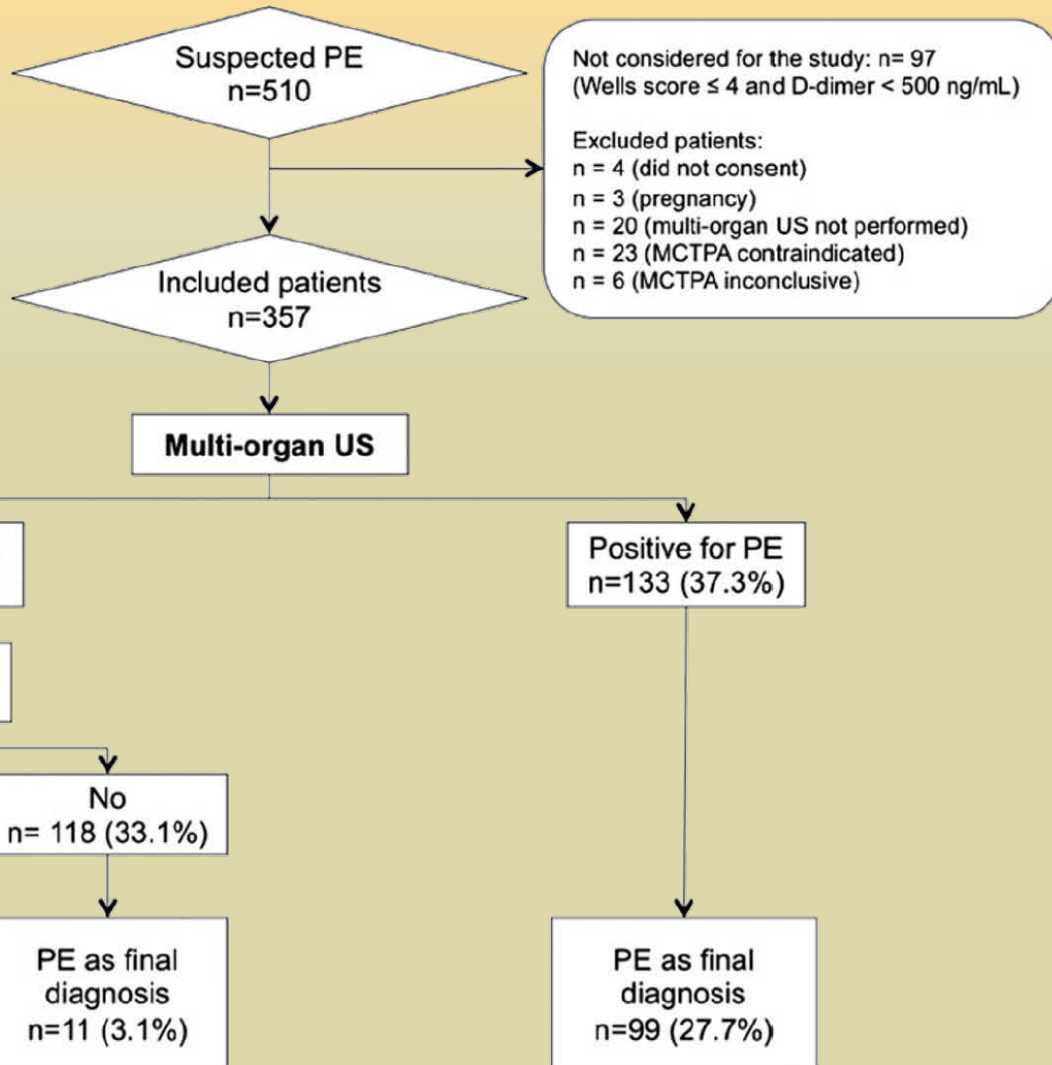 Suspected PE
n=510
Not considered for the study: n= 97
(Wells score ≤ 4 and D-dimer < 500 ng/mL)
Excluded patients:
n = 4 (did not consent)
n = 3 (pregnancy)
n = 20 (multi-organ US not performed)
n = 23 (MCTPA contraindicated)
n = 6 (MCTPA inconclusive)
Included patients
n=357
Multi-organ US
Positive for PE
n=133 (37.3%)
No
n= 118 (33.1%)
PE as final
diagnosis
n=11 (3.1%)
PE as final
diagnosis
n=99 (27.7%)